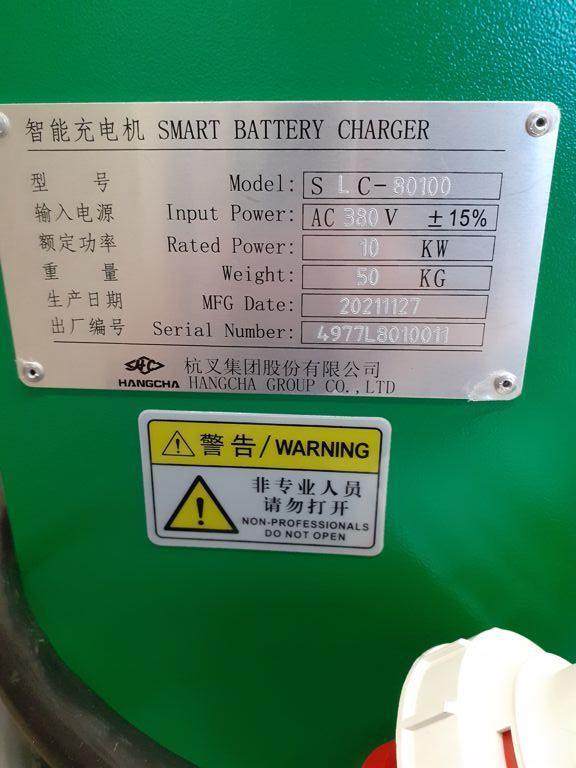 智能充电机 SMART BATTERY CHARGER
型 号 Model: SLC-80100
输入电源 Input Power: AC 380 V ±15%
额定功率 Rated Power: 10 KW
重 量 Weight: 50 KG
生产日期 MFG Date: 20211127
出厂编号 Serial Number: 4977L8010011
HC 杭叉集团股份有限公司
HANGCHA HANGCHA GROUP CO.,LTD
警告/WARNING
非专业人员
请勿打开
NON-PROFESSIONALS
DO NOT OPEN